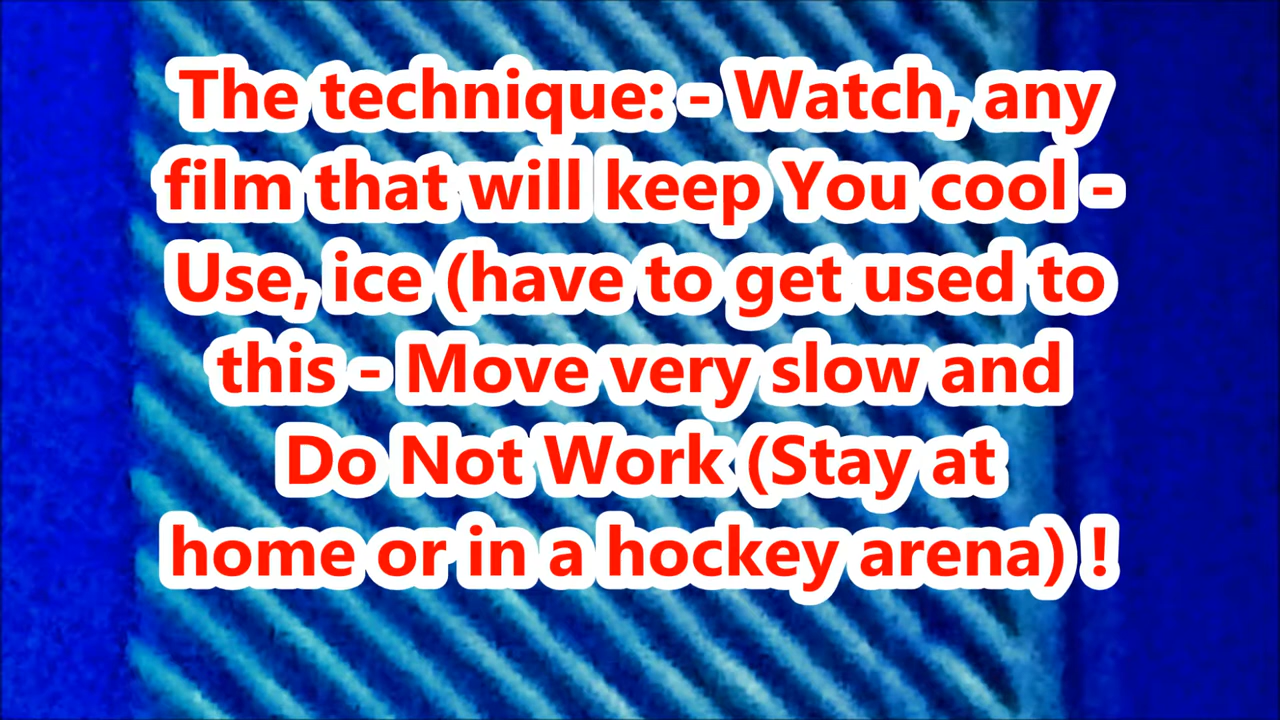 The technique: - Watch, any
film that will keep You cool -
Use, ice (have to get used to
this - Move very slow and
Do Not Work (Stay at
home or in a hockey arena) !